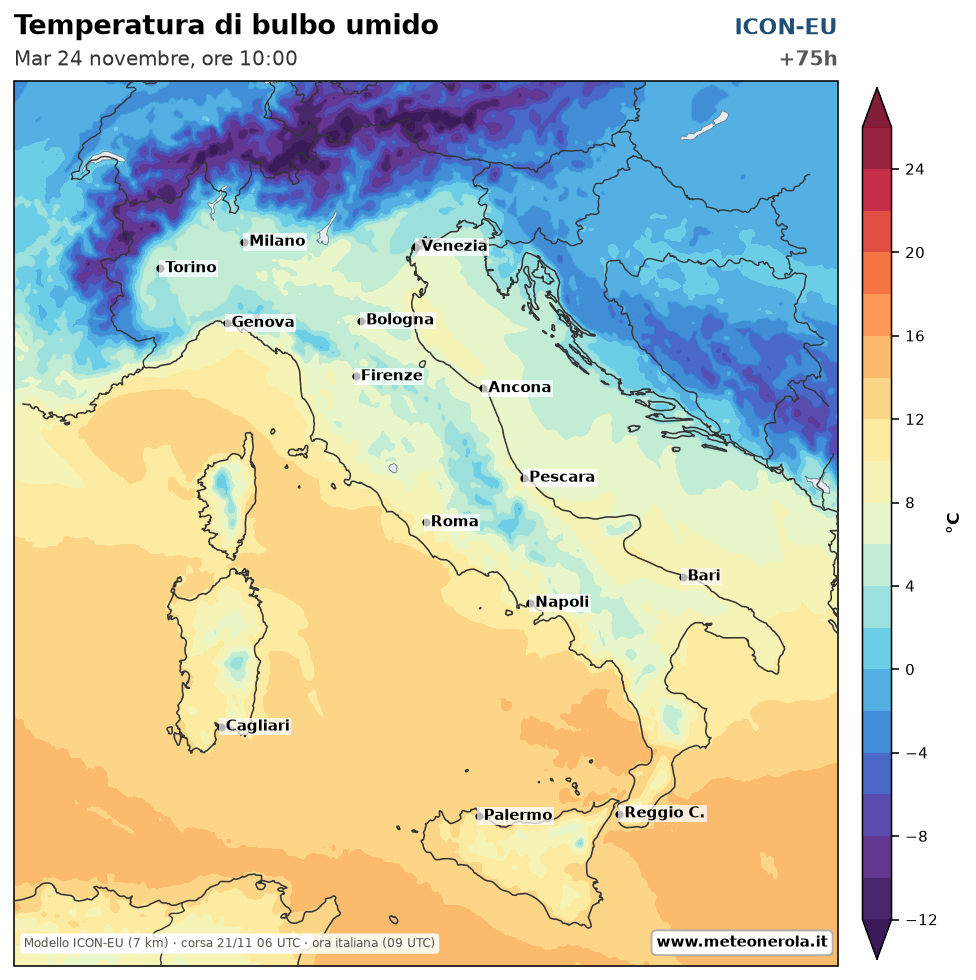 Temperatura di bulbo umido
ICON-EU
Mar 24 novembre, ore 10:00
+75h
Milano
Venezia
Torino
Genova
Bologna
Firenze
Ancona
Pescara
Roma
Bari
Napoli
Cagliari
Palermo
Reggio C.
24
20
16
12
8
4
0
−4
−8
−12
°C
Modello ICON-EU (7 km) · corsa 21/11 06 UTC · ora italiana (09 UTC)
www.meteonerola.it